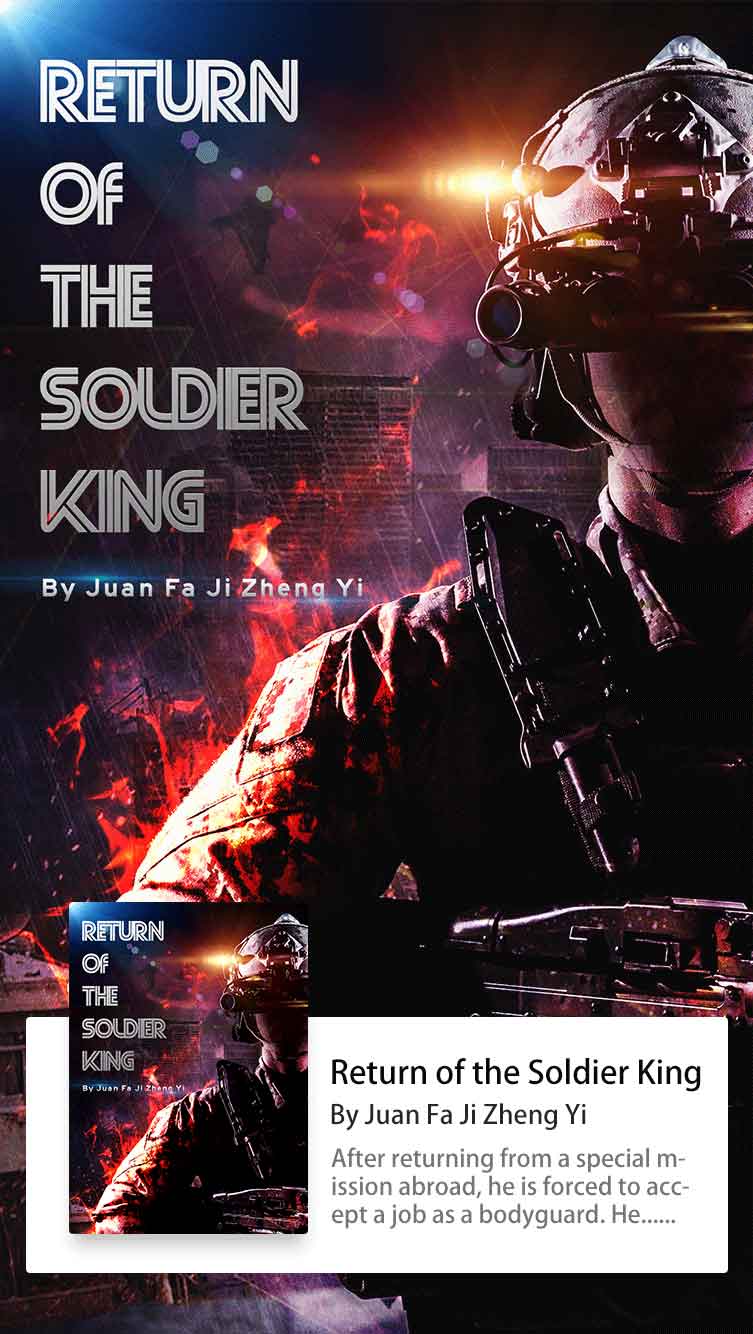 RETURN
OF
THE
SOLDIER
KING
By Juan Fa Ji Zheng Yi
RETURN
OF
THE
SOLDIER
KING
By Juan Fa Ji Zheng Yi
Return of the Soldier King
By Juan Fa Ji Zheng Yi
After returning from a special m-
ission abroad, he is forced to acc-
ept a job as a bodyguard. He......